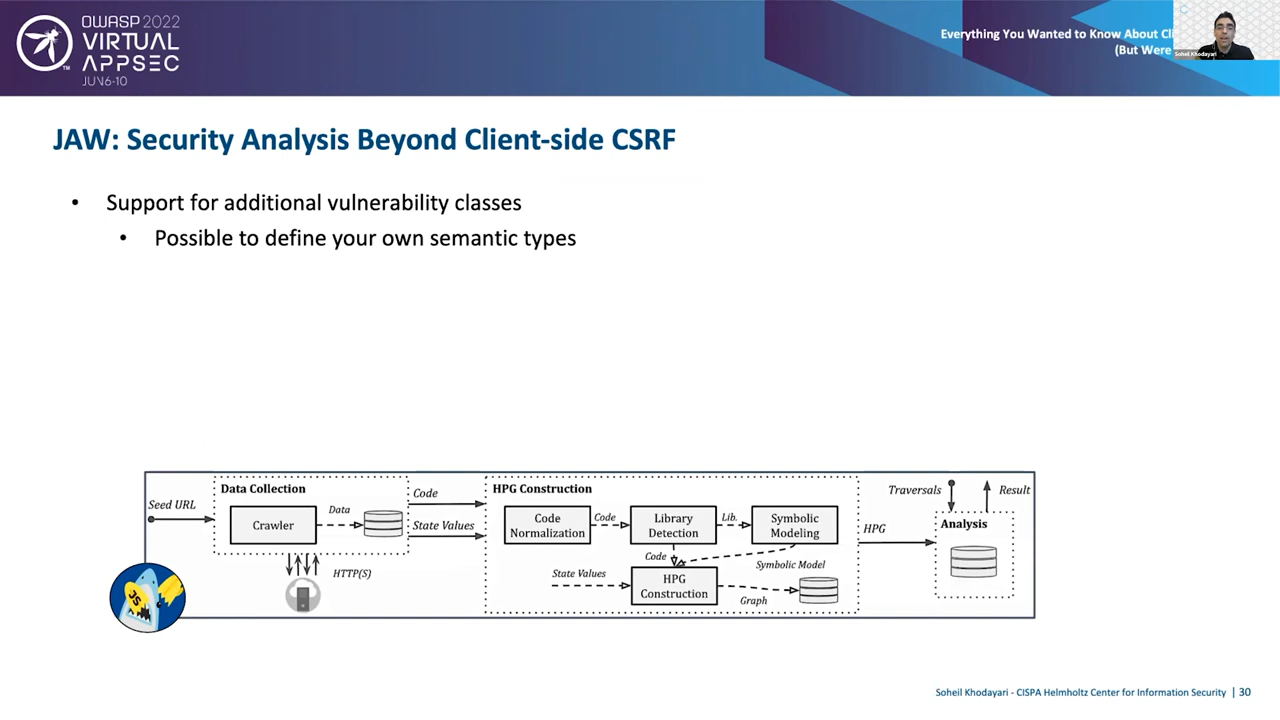 OWASP 2022
VIRTUAL
APPSEC
JUN 6-10
Everything You Wanted to Know About
(But Were
Soheil Khodayari
JAW: Security Analysis Beyond Client-side CSRF
• Support for additional vulnerability classes
• Possible to define your own semantic types
Seed URL
Data Collection
Crawler
Data
HTTP(S)
Code
State Values
HPG Construction
Code
Normalization
Code
Library
Detection
Lib.
Symbolic
Modeling
Code
Symbolic Model
State Values
HPG
Construction
Graph
HPG
Traversals
Result
Analysis
JS
Soheil Khodayari - CISPA Helmholtz Center for Information Security | 30